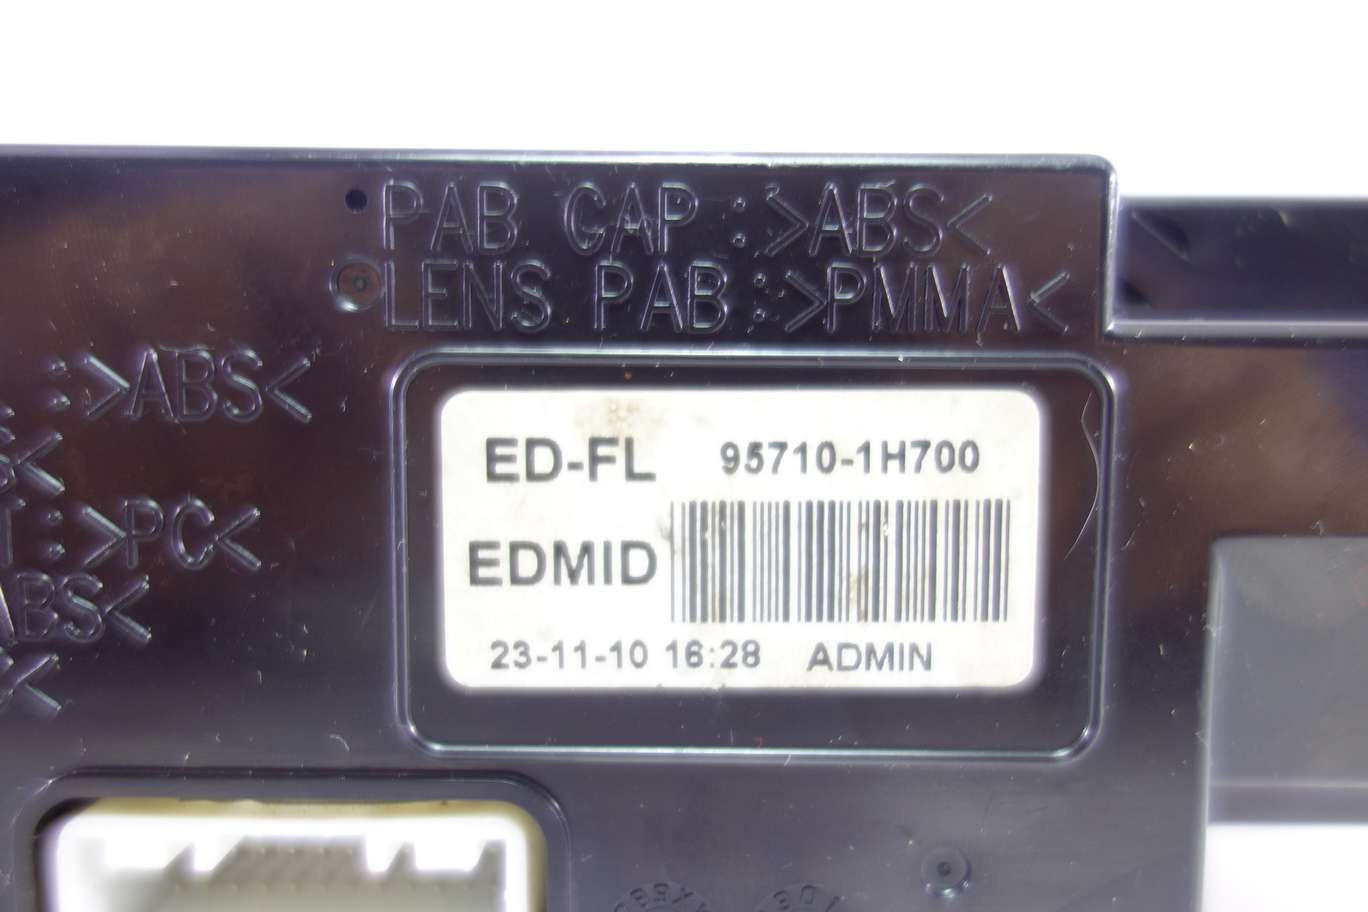 PAB CAP:>ABS<
LENS PAB:>PMMA<
:>ABS<
T:>PC<
ABS<
ED-FL 95710-1H700
EDMID
23-11-10 16:28 ADMIN